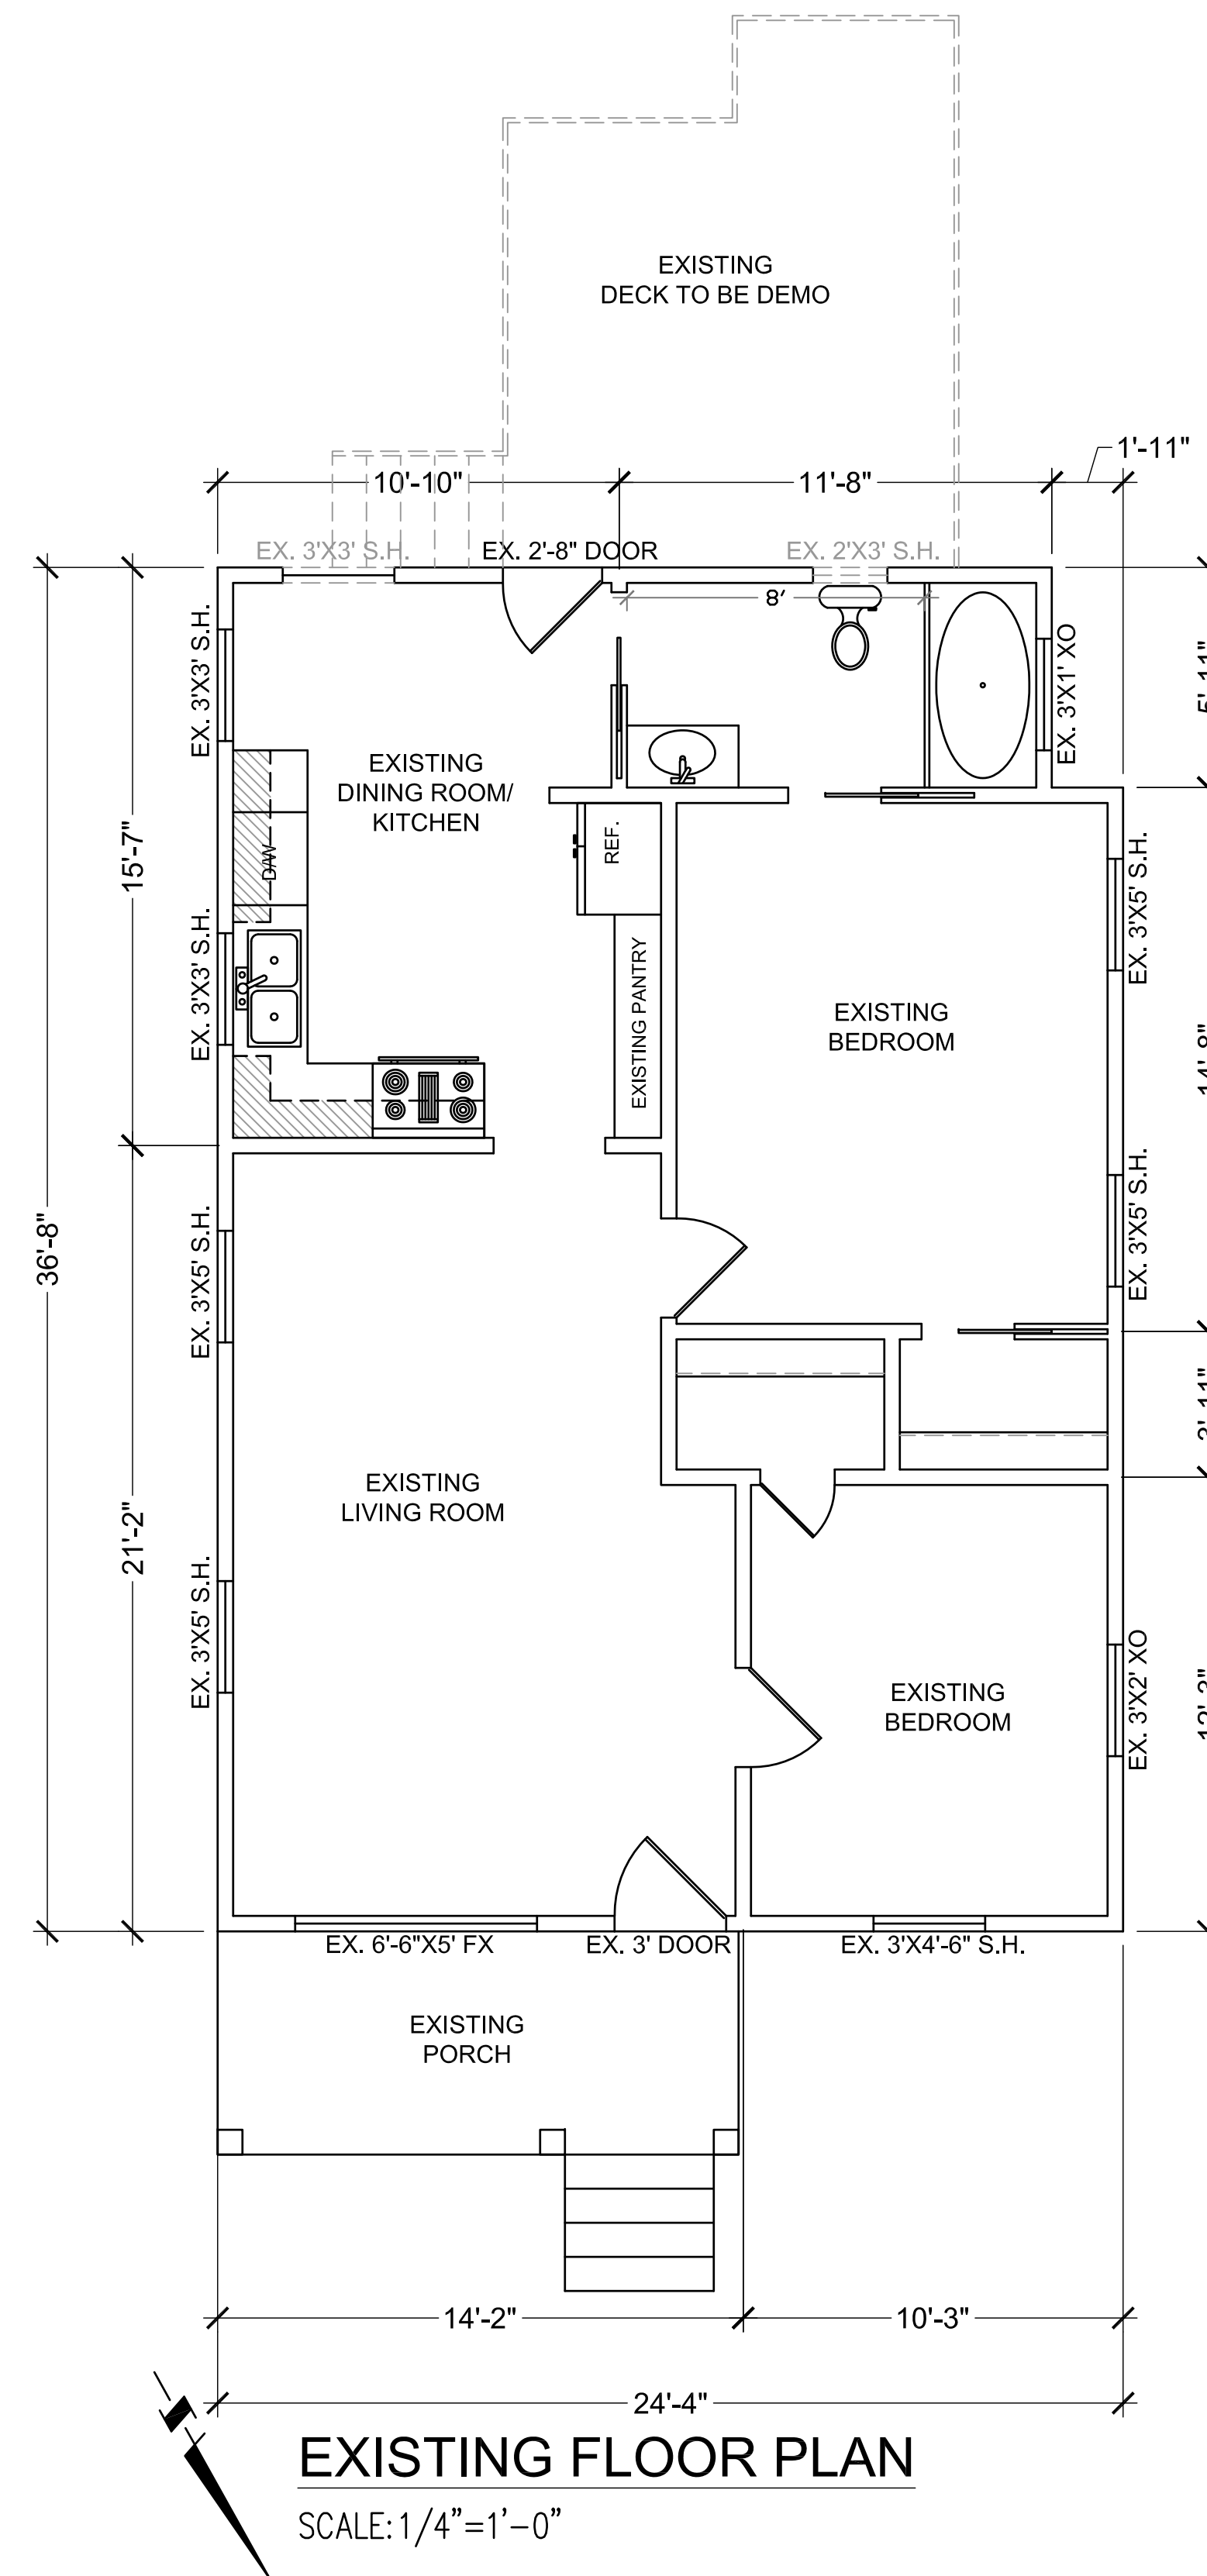 EXISTING
DECK TO BE DEMO
1'-11"
10'-10"
11'-8"
EX. 3'X3' S.H.
EX. 2'-8" DOOR
EX. 2'X3' S.H.
8'
EX. 3'X3' S.H.
EX. 3'X1' XO
EXISTING
DINING ROOM/
KITCHEN
REF.
D/W
15'-7"
EX. 3'X5' S.H.
EX. 3'X3' S.H.
EXISTING PANTRY
EXISTING
BEDROOM
36'-8"
EX. 3'X5' S.H.
EX. 3'X5' S.H.
21'-2"
EXISTING
LIVING ROOM
EX. 3'X5' S.H.
EXISTING
BEDROOM
EX. 3'X2' XO
EX. 6'-6"X5' FX
EX. 3' DOOR
EX. 3'X4'-6" S.H.
EXISTING
PORCH
14'-2"
10'-3"
24'-4"
EXISTING FLOOR PLAN
SCALE: 1/4"=1'-0"